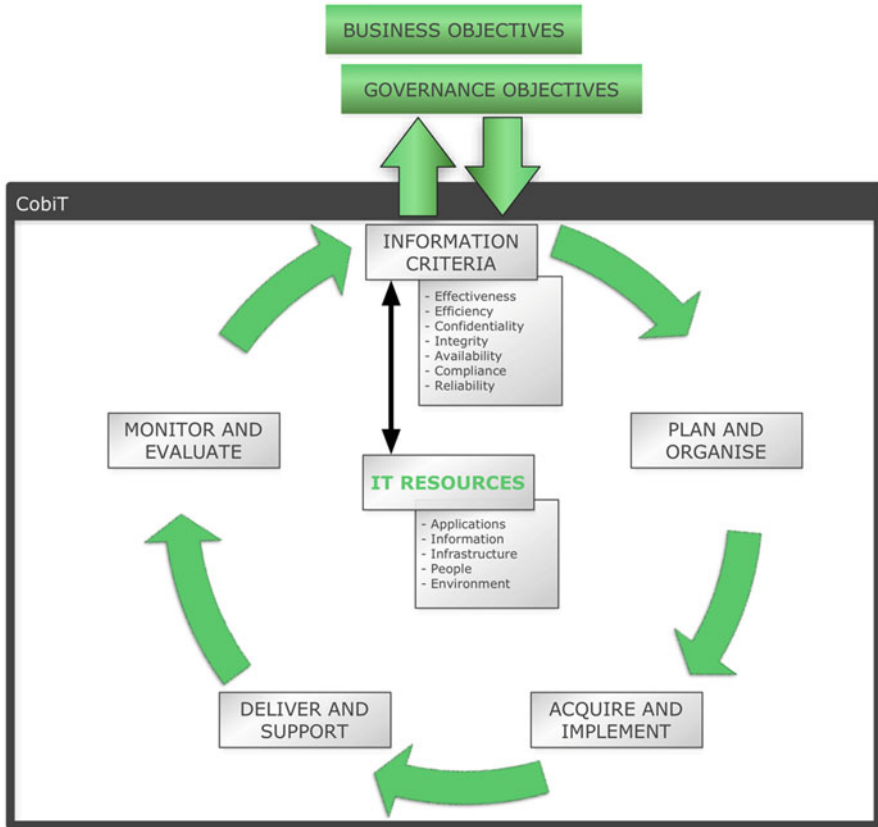 BUSINESS OBJECTIVES
GOVERNANCE OBJECTIVES
CobiT
INFORMATION
CRITERIA
- Effectiveness
- Efficiency
- Confidentiality
- Integrity
- Availability
- Compliance
- Reliability
MONITOR AND
EVALUATE
PLAN AND
ORGANISE
IT RESOURCES
- Applications
- Information
- Infrastructure
- People
- Environment
DELIVER AND
SUPPORT
ACQUIRE AND
IMPLEMENT